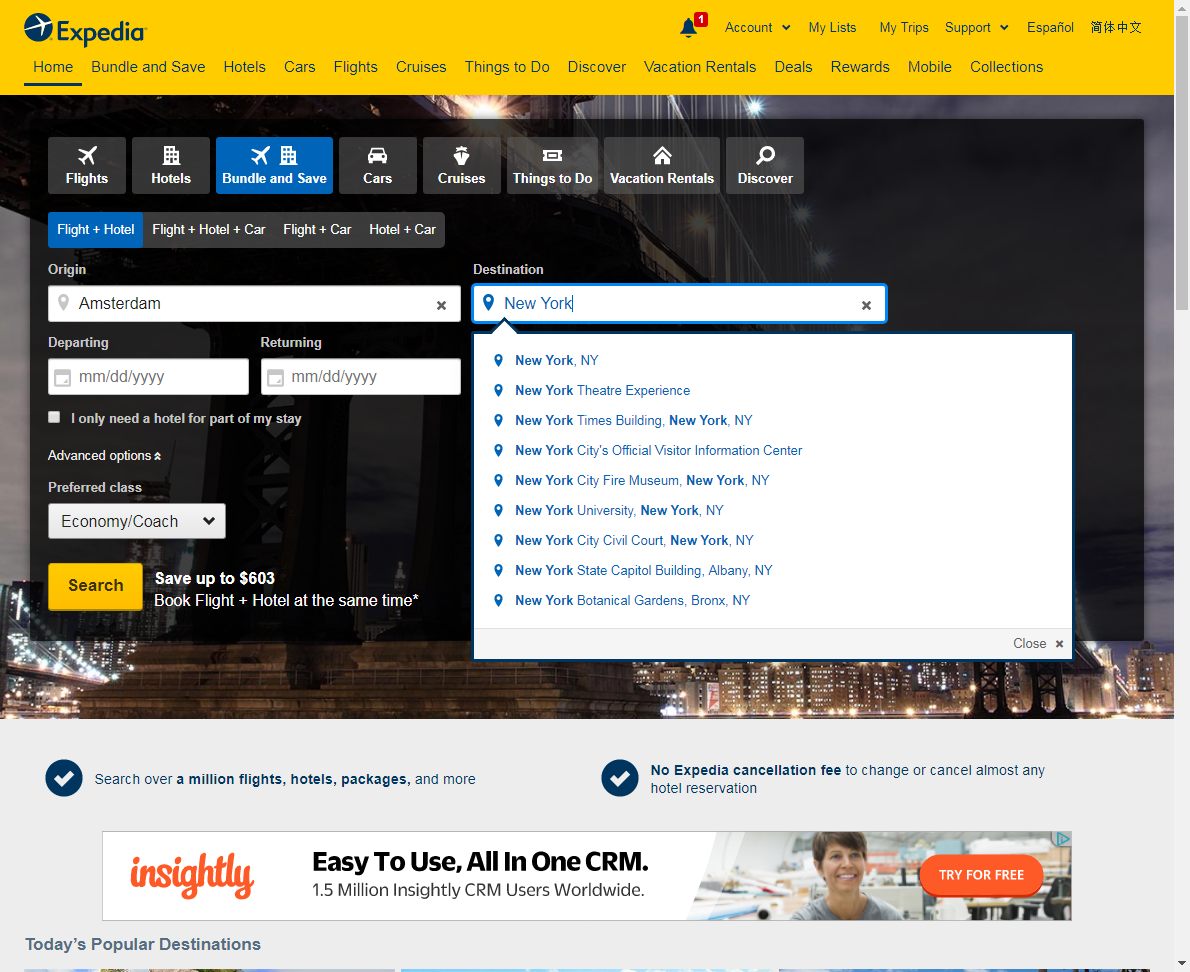 Expedia
1
Account
My Lists
My Trips
Support
Español
简体中文
Home
Bundle and Save
Hotels
Cars
Flights
Cruises
Things to Do
Discover
Vacation Rentals
Deals
Rewards
Mobile
Collections
Flights
Hotels
Bundle and Save
Cars
Cruises
Things to Do
Vacation Rentals
Discover
Flight + Hotel
Flight + Hotel + Car
Flight + Car
Hotel + Car
Origin
Amsterdam
Destination
New York
Departing
mm/dd/yyyy
Returning
mm/dd/yyyy
I only need a hotel for part of my stay
Advanced options
Preferred class
Economy/Coach
Search
Save up to $603
Book Flight + Hotel at the same time*
New York, NY
New York Theatre Experience
New York Times Building, New York, NY
New York City's Official Visitor Information Center
New York City Fire Museum, New York, NY
New York University, New York, NY
New York City Civil Court, New York, NY
New York State Capitol Building, Albany, NY
New York Botanical Gardens, Bronx, NY
Close
Search over a million flights, hotels, packages, and more
No Expedia cancellation fee to change or cancel almost any
hotel reservation
insightly
Easy To Use, All In One CRM.
1.5 Million Insightly CRM Users Worldwide.
TRY FOR FREE
Today's Popular Destinations